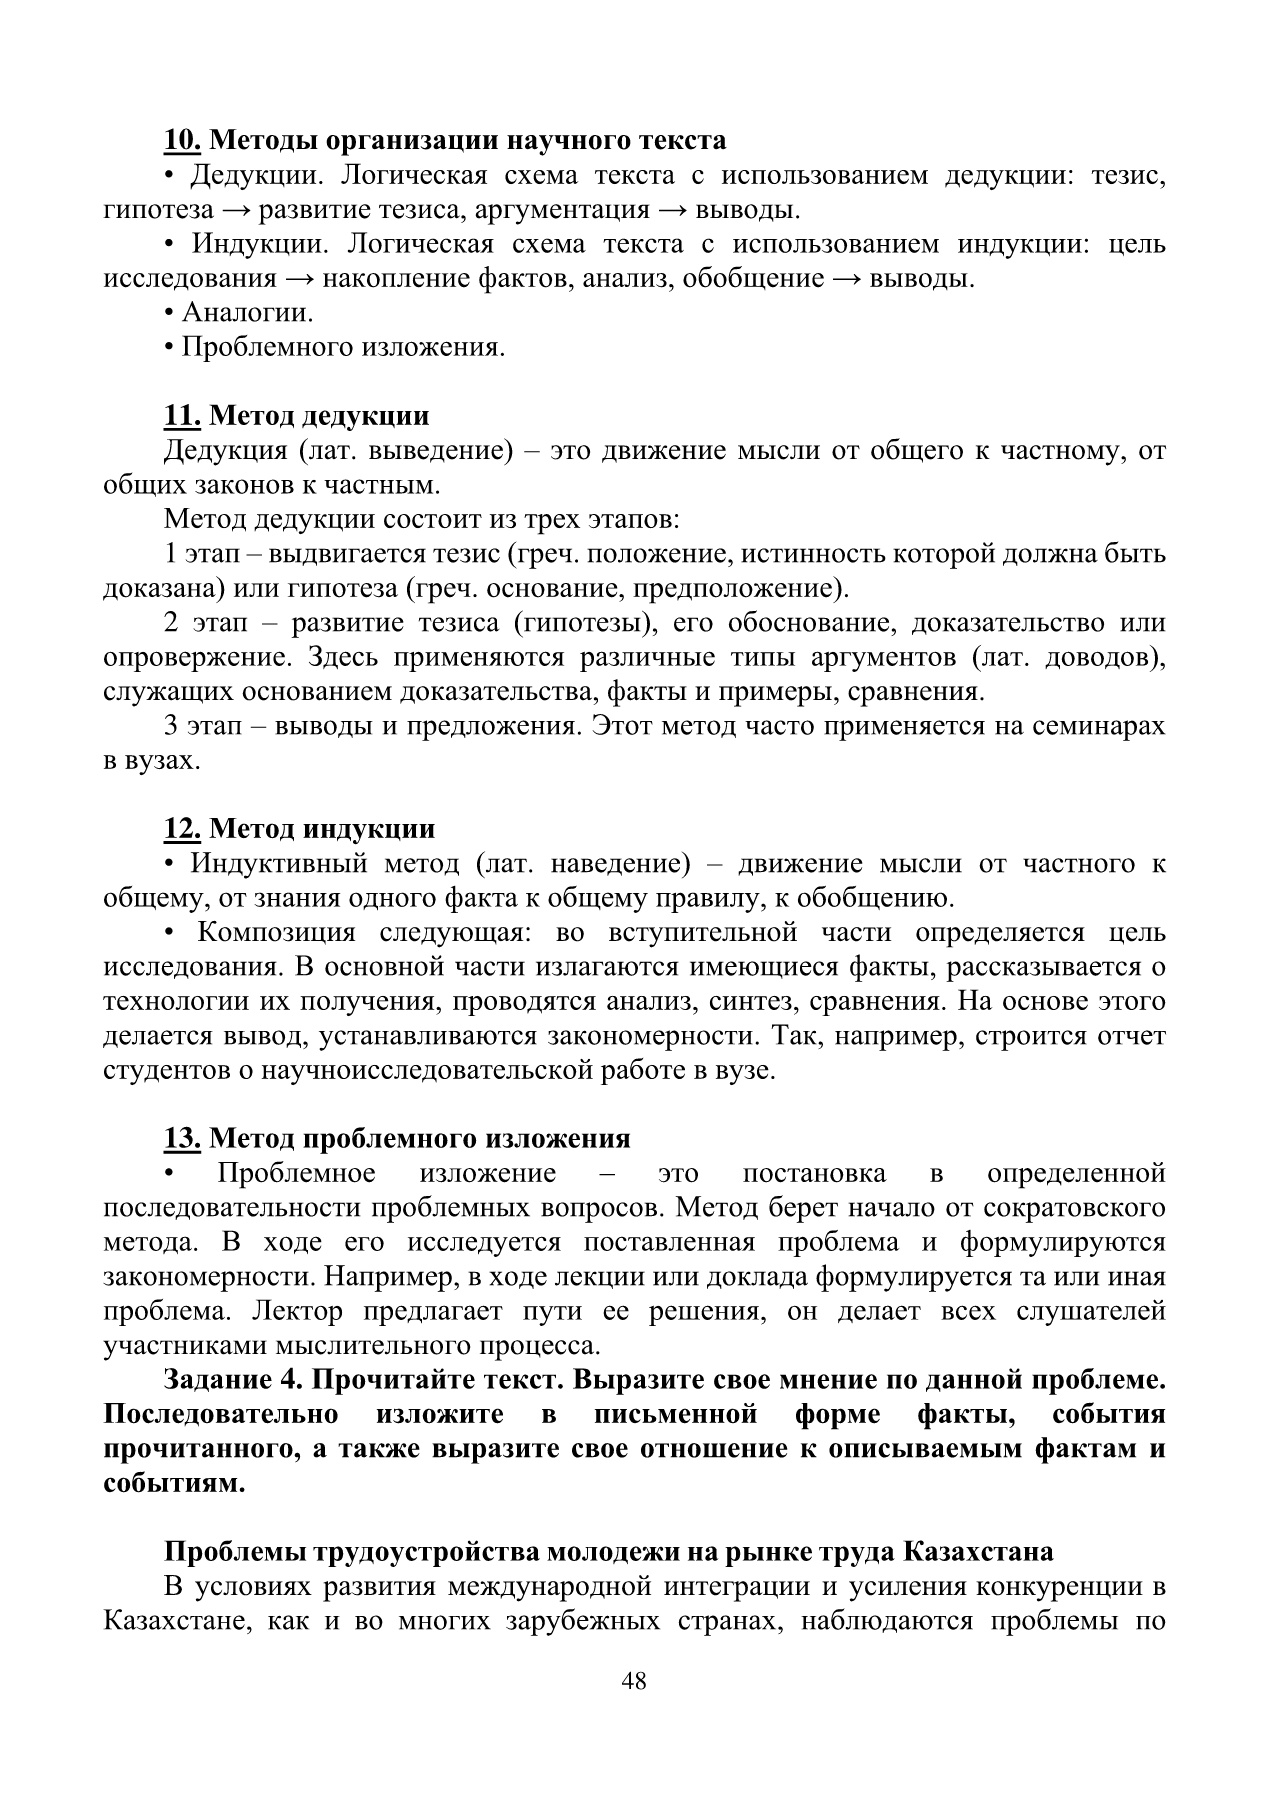 10. Методы организации научного текста
• Дедукции. Логическая схема текста с использованием дедукции: тезис,
гипотеза → развитие тезиса, аргументация → выводы.
• Индукции. Логическая схема текста с использованием индукции: цель
исследования → накопление фактов, анализ, обобщение → выводы.
• Аналогии.
• Проблемного изложения.
11. Метод дедукции
Дедукция (лат. выведение) – это движение мысли от общего к частному, от
общих законов к частным.
Метод дедукции состоит из трех этапов:
1 этап – выдвигается тезис (греч. положение, истинность которой должна быть
доказана) или гипотеза (греч. основание, предположение).
2 этап – развитие тезиса (гипотезы), его обоснование, доказательство или
опровержение. Здесь применяются различные типы аргументов (лат. доводов),
служащих основанием доказательства, факты и примеры, сравнения.
3 этап – выводы и предложения. Этот метод часто применяется на семинарах
в вузах.
12. Метод индукции
• Индуктивный метод (лат. наведение) – движение мысли от частного к
общему, от знания одного факта к общему правилу, к обобщению.
• Композиция следующая: во вступительной части определяется цель
исследования. В основной части излагаются имеющиеся факты, рассказывается о
технологии их получения, проводятся анализ, синтез, сравнения. На основе этого
делается вывод, устанавливаются закономерности. Так, например, строится отчет
студентов о научноисследовательской работе в вузе.
13. Метод проблемного изложения
• Проблемное изложение – это постановка в определенной
последовательности проблемных вопросов. Метод берет начало от сократовского
метода. В ходе его исследуется поставленная проблема и формулируются
закономерности. Например, в ходе лекции или доклада формулируется та или иная
проблема. Лектор предлагает пути ее решения, он делает всех слушателей
участниками мыслительного процесса.
Задание 4. Прочитайте текст. Выразите свое мнение по данной проблеме.
Последовательно изложите в письменной форме факты, события
прочитанного, а также выразите свое отношение к описываемым фактам и
событиям.
Проблемы трудоустройства молодежи на рынке труда Казахстана
В условиях развития международной интеграции и усиления конкуренции в
Казахстане, как и во многих зарубежных странах, наблюдаются проблемы по
48